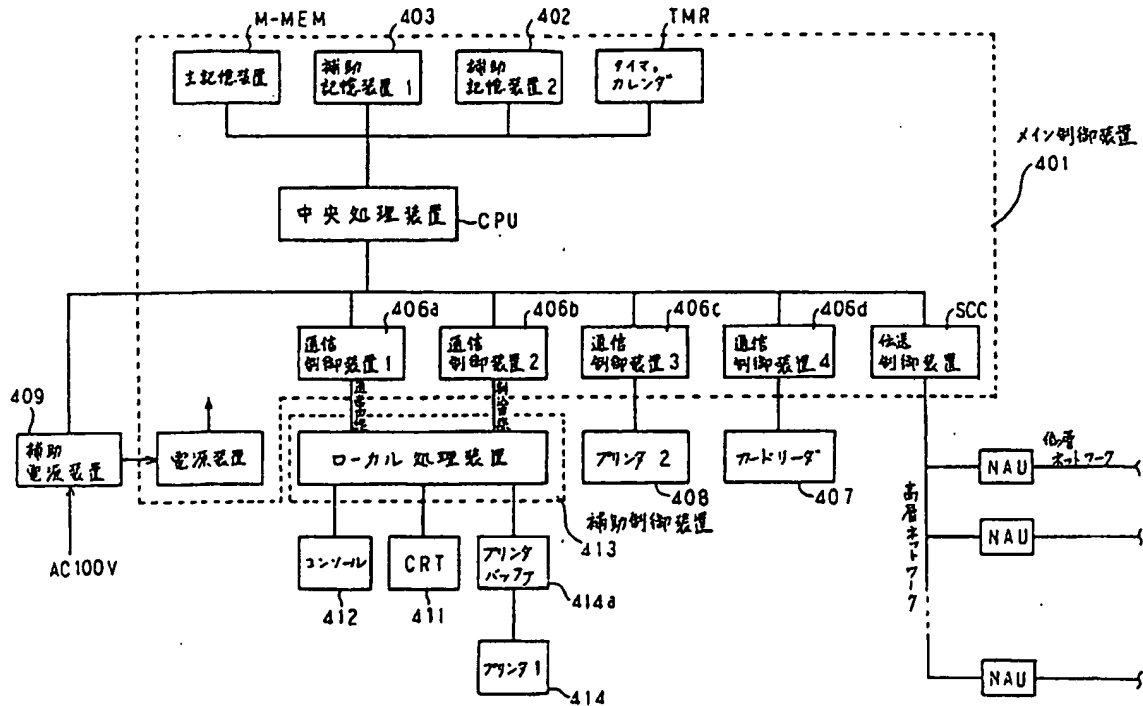 M-MEM
403
402
TMR
主記憶装置
補助
記憶装置 1
補助
記憶装置 2
タイマ,
カレンダ
メイン制御装置
401
中央処理装置
CPU
406a
406b
406c
406d
SCC
通信
制御装置1
通信
制御装置2
通信
制御装置3
通信
制御装置4
伝送
制御装置
409
補助
電源装置
電源装置
ローカル処理装置
プリンタ 2
カードリーダ
408
407
補助制御装置
413
NAU
低層
ネットワーク
高層ネットワーク
NAU
AC100V
コンソール
CRT
プリンタ
バッファ
412
411
414a
プリンタ1
414
NAU